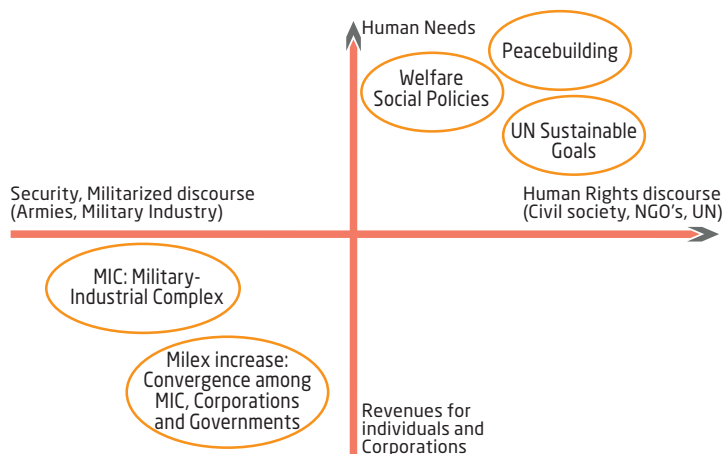 Human Needs
Peacebuilding
Welfare
Social Policies
UN Sustainable
Goals
Security, Militarized discourse
(Armies, Military Industry)
Human Rights discourse
(Civil society, NGO's, UN)
MIC: Military-
Industrial Complex
Milex increase:
Convergence among
MIC, Corporations
and Governments
Revenues for
individuals and
Corporations